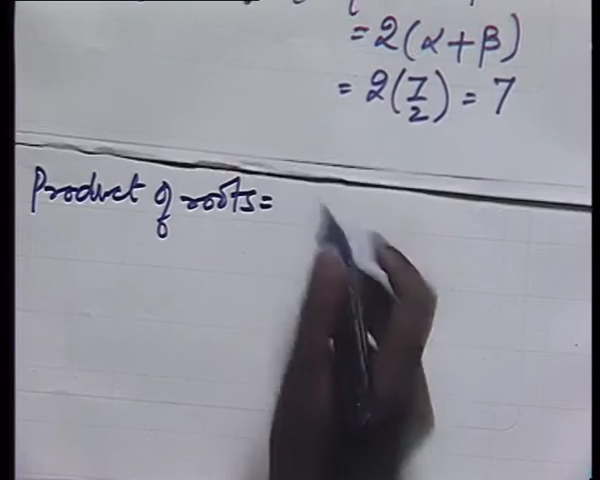 = 2(α+β)
= 2(7/2) = 7
Product of roots=